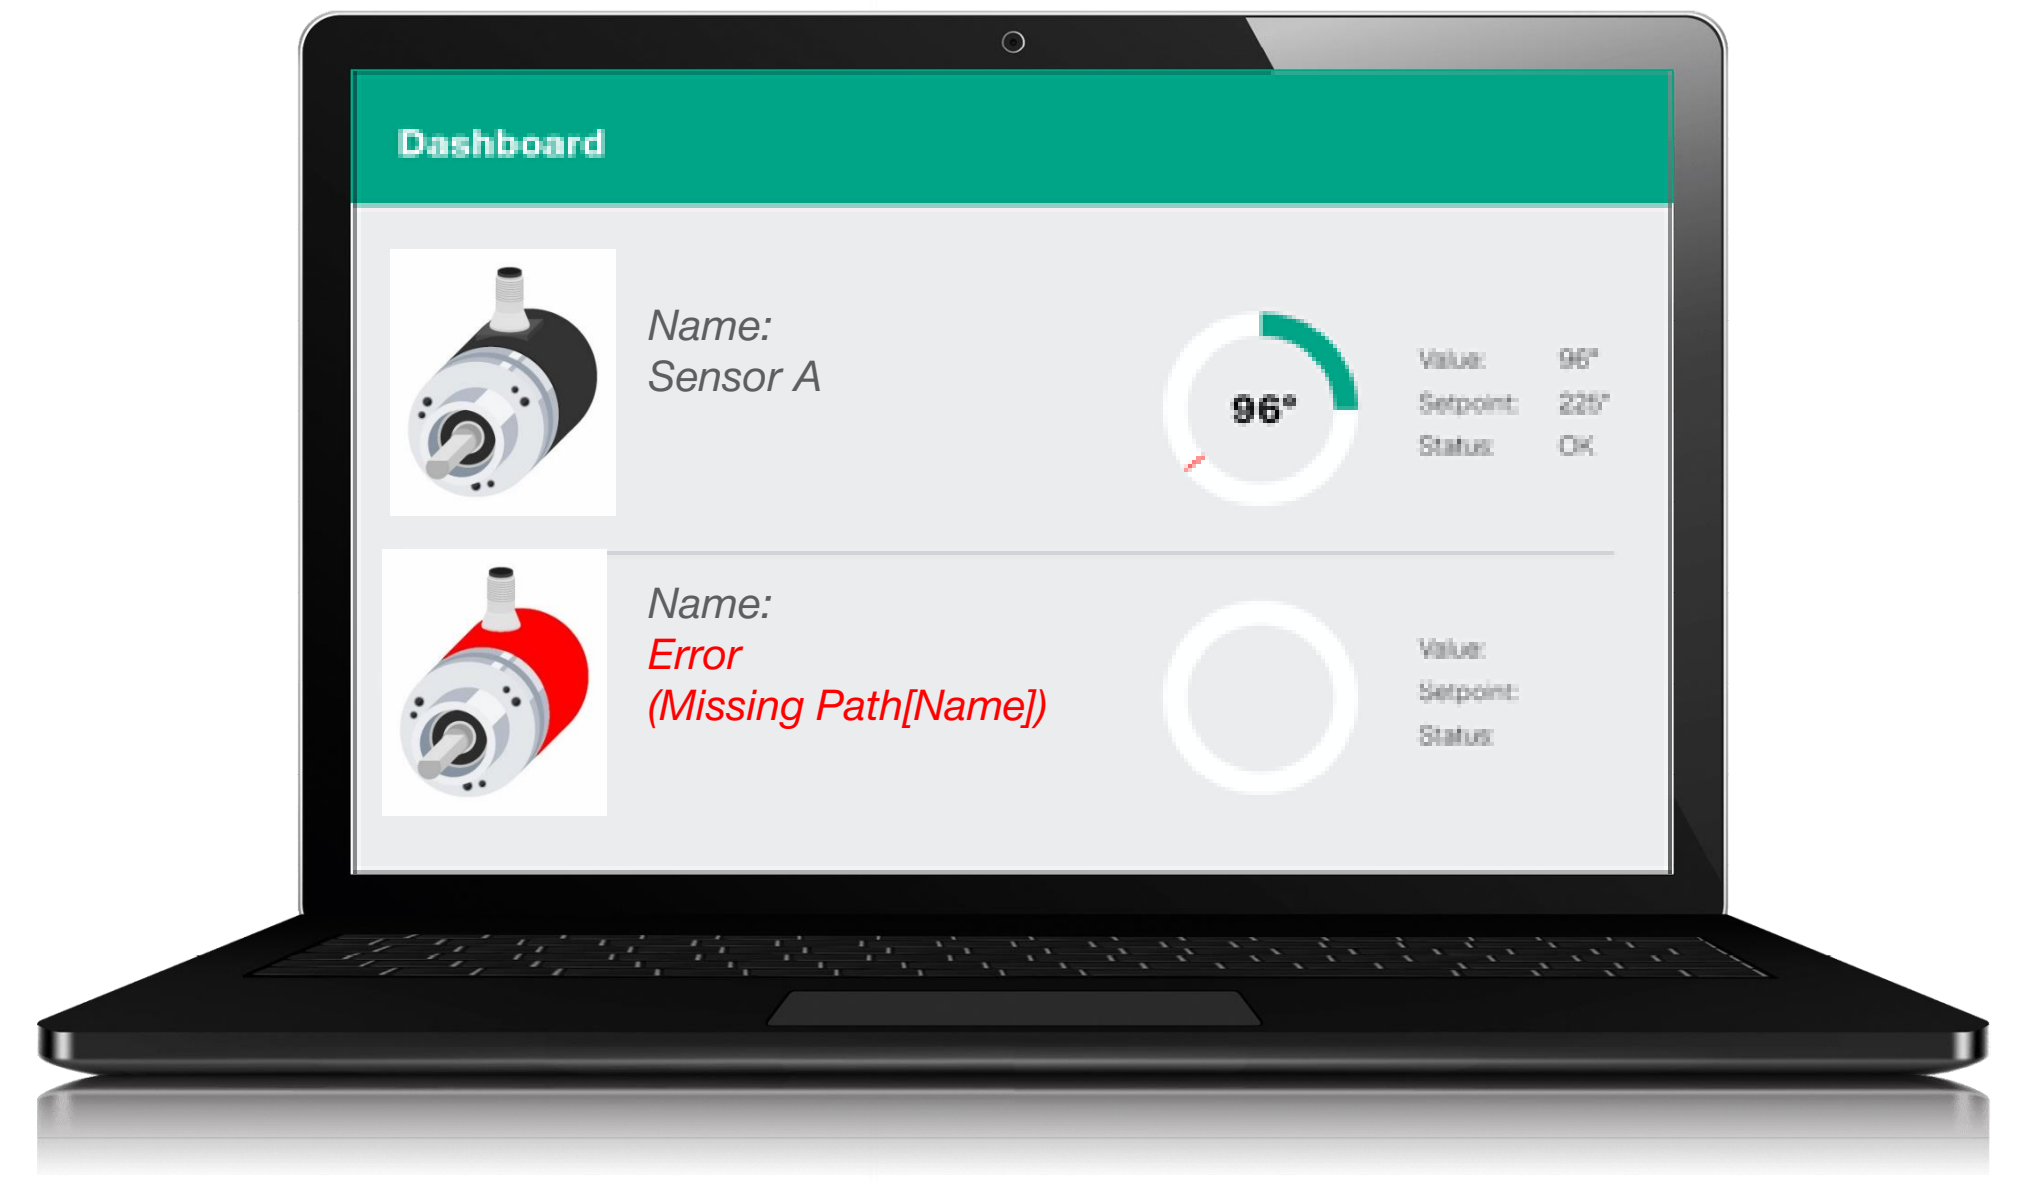 Dashboard
Name:
Sensor A
96°
Value: 96°
Setpoint: 225°
Status: OK
Name:
Error
(Missing Path[Name])
Value:
Setpoint:
Status: